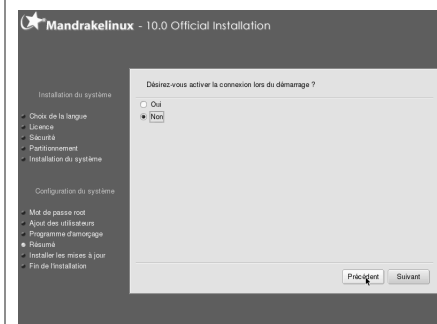 Mandrakelinux - 10.0 Official Installation
Installation du système
Choix de la langue
Licence
Sécurité
Partitionnement
Installation du système
Configuration du système
Mot de passe root
Ajout des utilisateurs
Programme d'amorçage
Résumé
Installer les mises à jour
Fin de l'installation
Désirez-vous activer la connexion lors du démarrage ?
Oui
Non
Précédent
Suivant